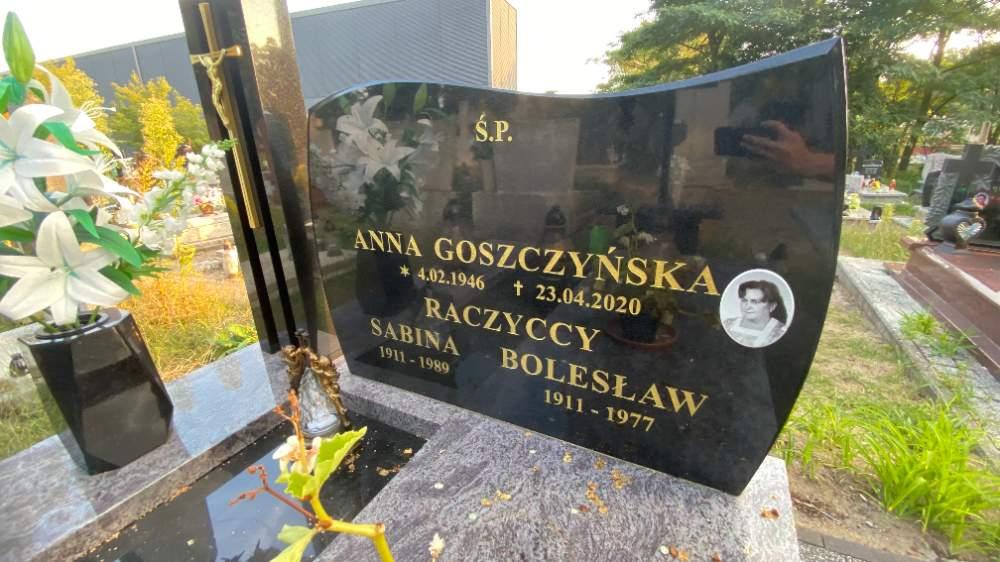 Ś.P.
ANNA GOSZCZYŃSKA
* 4.02.1946 † 23.04.2020
RACZYCCY
SABINA BOLESŁAW
1911 - 1989 1911 - 1977